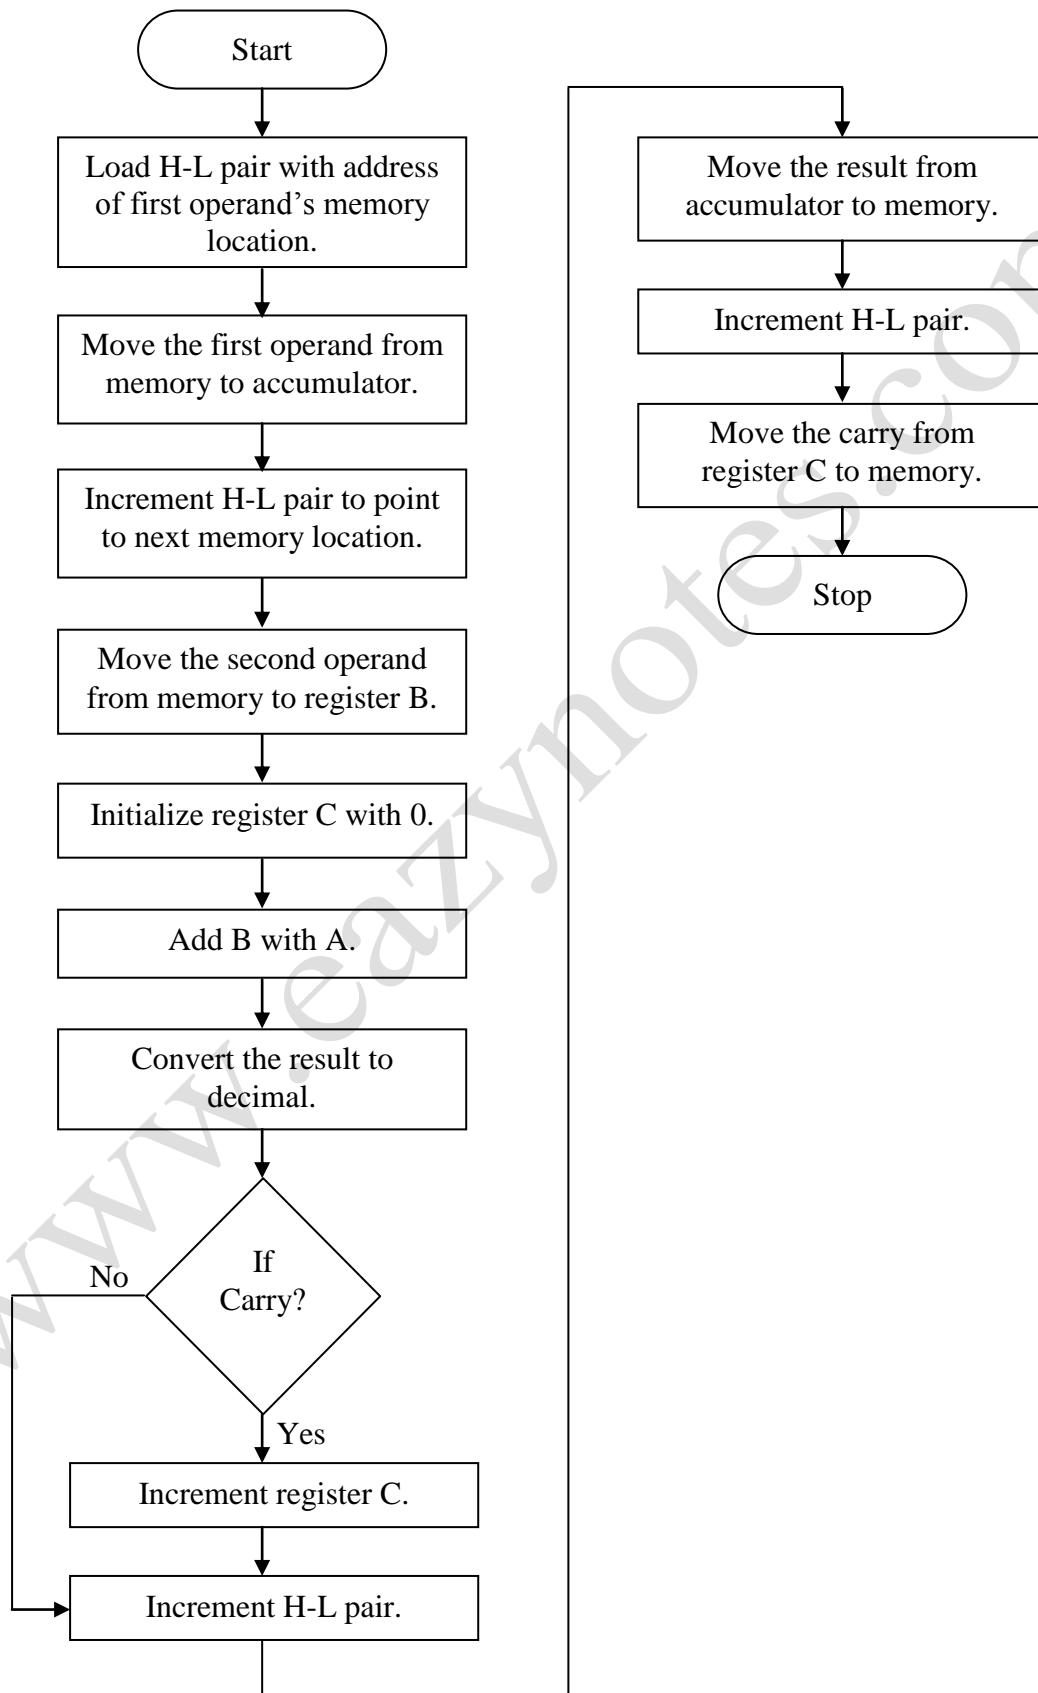 Start
Load H-L pair with address
of first operand’s memory
location.
Move the first operand from
memory to accumulator.
Increment H-L pair to point
to next memory location.
Move the second operand
from memory to register B.
Initialize register C with 0.
Add B with A.
Convert the result to
decimal.
If
Carry?
No
Yes
Increment register C.
Increment H-L pair.
Move the result from
accumulator to memory.
Increment H-L pair.
Move the carry from
register C to memory.
Stop
www.eazynotes.com